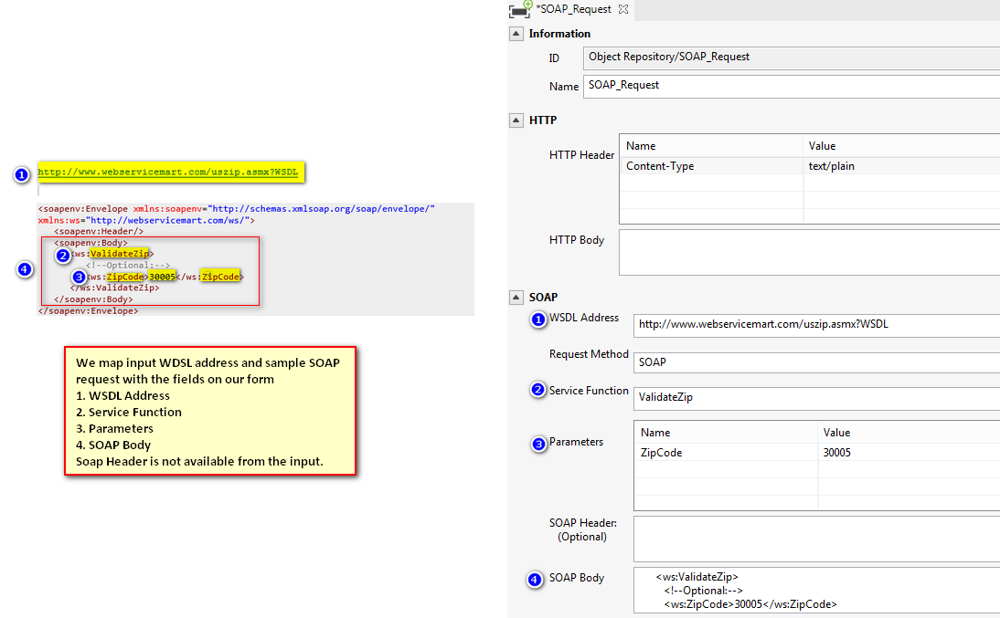 1 http://www.webservicemart.com/uszip.asmx?WSDL
<soapenv:Envelope xmlns:soapenv="http://schemas.xmlsoap.org/soap/envelope/"
xmlns:ws="http://webservicemart.com/ws/">
<soapenv:Header/>
<soapenv:Body>
2 <ws:ValidateZip>
<!--Optional:-->
4
3 <ws:ZipCode>30005</ws:ZipCode>
</ws:ValidateZip>
</soapenv:Body>
</soapenv:Envelope>
We map input WDSL address and sample SOAP
request with the fields on our form
1. WSDL Address
2. Service Function
3. Parameters
4. SOAP Body
Soap Header is not available from the input.
*SOAP_Request
Information
ID Object Repository/SOAP_Request
Name SOAP_Request
HTTP
HTTP Header Name Value
Content-Type text/plain
HTTP Body
SOAP
1 WSDL Address http://www.webservicemart.com/uszip.asmx?WSDL
Request Method SOAP
2 Service Function ValidateZip
3 Parameters Name Value
ZipCode 30005
SOAP Header:
(Optional)
4 SOAP Body <ws:ValidateZip>
<!--Optional:-->
<ws:ZipCode>30005</ws:ZipCode>